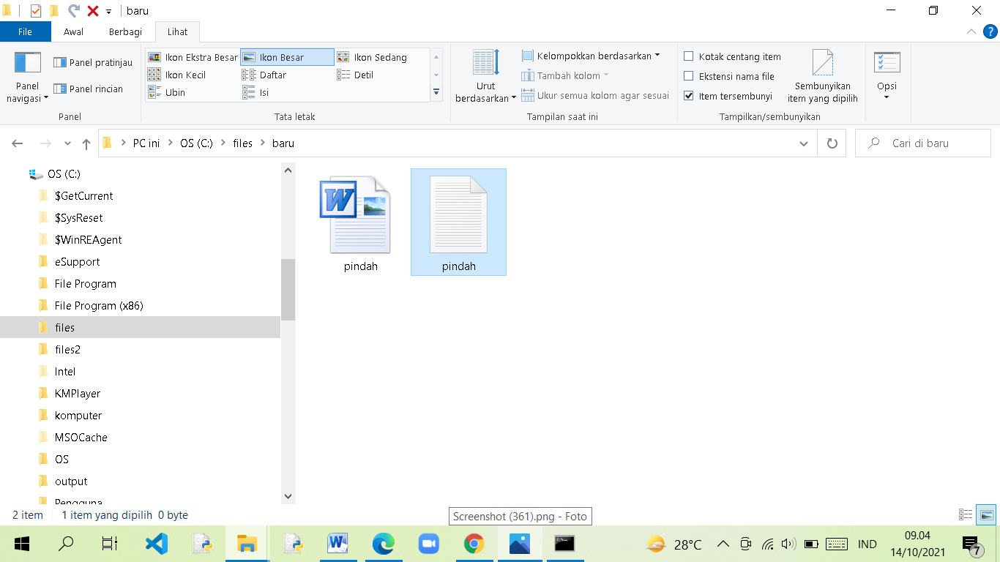 baru
File Awal Berbagi Lihat
Panel navigasi
Panel pratinjau
Panel rincian
Panel
Ikon Ekstra Besar Ikon Besar Ikon Sedang
Ikon Kecil Daftar Detil
Ubin Isi
Tata letak
Urut berdasarkan
Kelompokkan berdasarkan
Tambah kolom
Ukur semua kolom agar sesuai
Tampilan saat ini
Kotak centang item
Ekstensi nama file
Item tersembunyi
Sembunyikan item yang dipilih
Tampilkan/sembunyikan
Opsi
PC ini OS (C:) files baru
Cari di baru
OS (C:)
$GetCurrent
$SysReset
$WinREAgent
eSupport
File Program
File Program (x86)
files
files2
Intel
KMPlayer
komputer
MSOCache
OS
output
Pengguna
pindah
pindah
2 item 1 item yang dipilih 0 byte
Screenshot (361).png - Foto
28°C
IND
09.04
14/10/2021
7